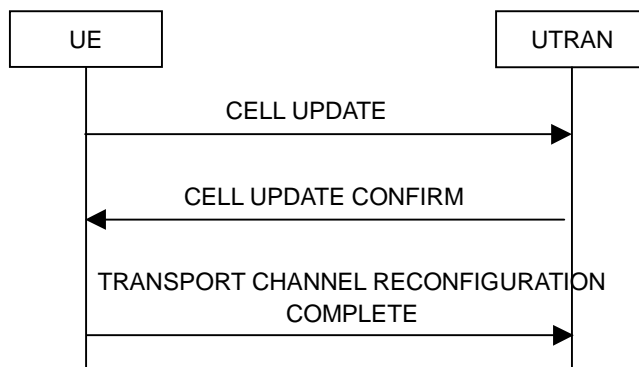 UE UTRAN
CELL UPDATE
CELL UPDATE CONFIRM
TRANSPORT CHANNEL RECONFIGURATION
COMPLETE